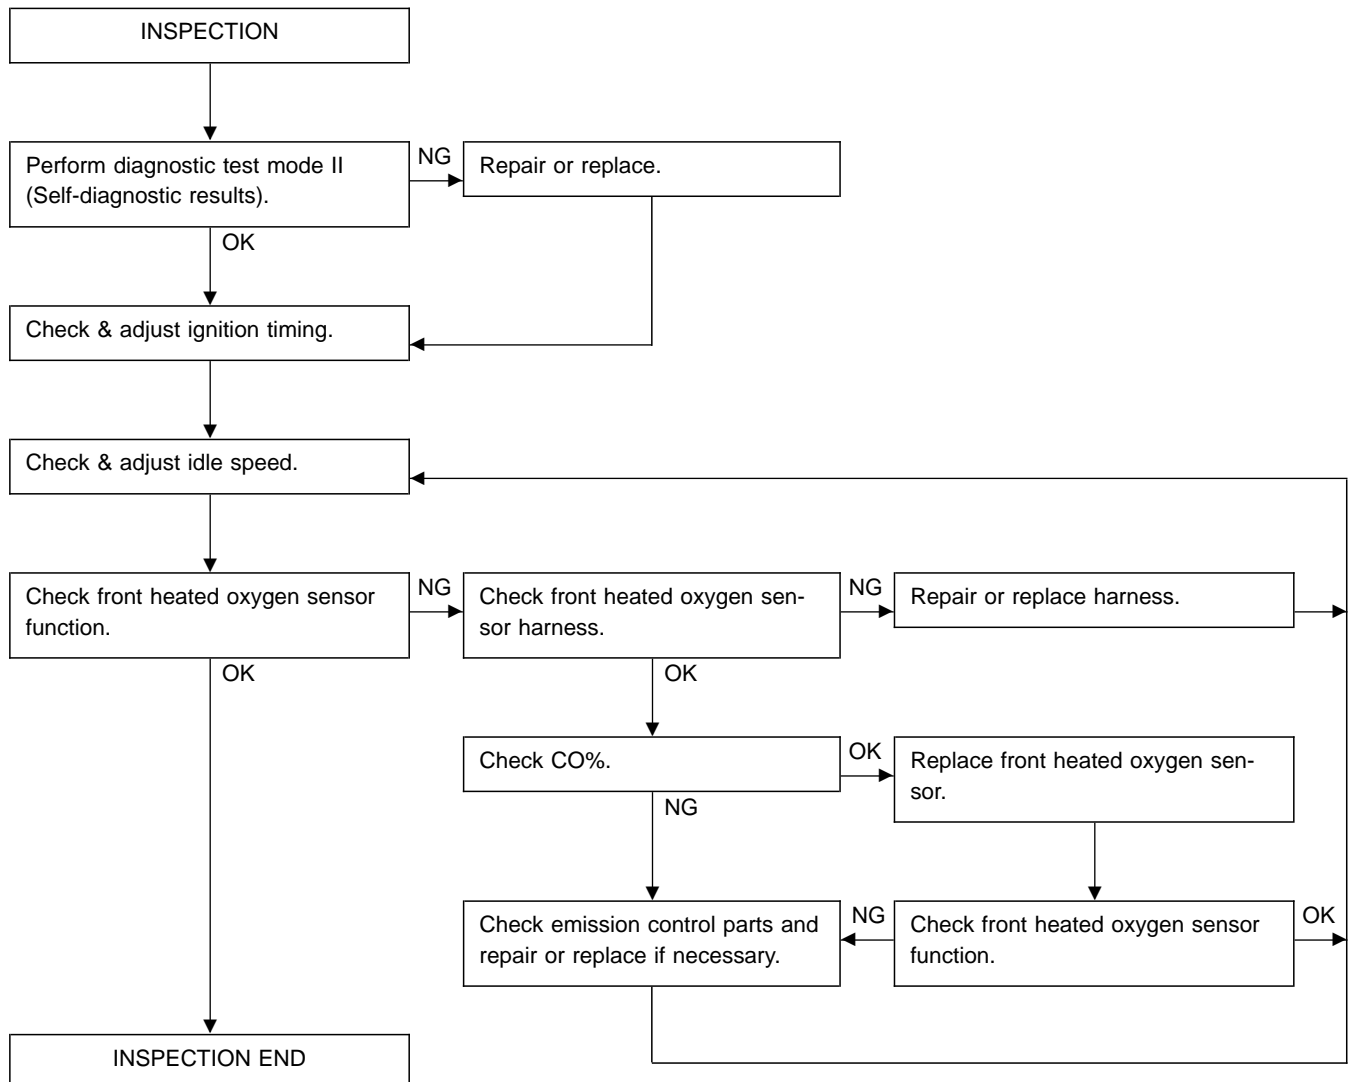 INSPECTION
Perform diagnostic test mode II
(Self-diagnostic results).
NG
Repair or replace.
OK
Check & adjust ignition timing.
Check & adjust idle speed.
Check front heated oxygen sensor
function.
NG
Check front heated oxygen sen-
sor harness.
NG
Repair or replace harness.
OK
OK
Check CO%.
OK
Replace front heated oxygen sen-
sor.
NG
Check emission control parts and
repair or replace if necessary.
NG
Check front heated oxygen sensor
function.
OK
INSPECTION END